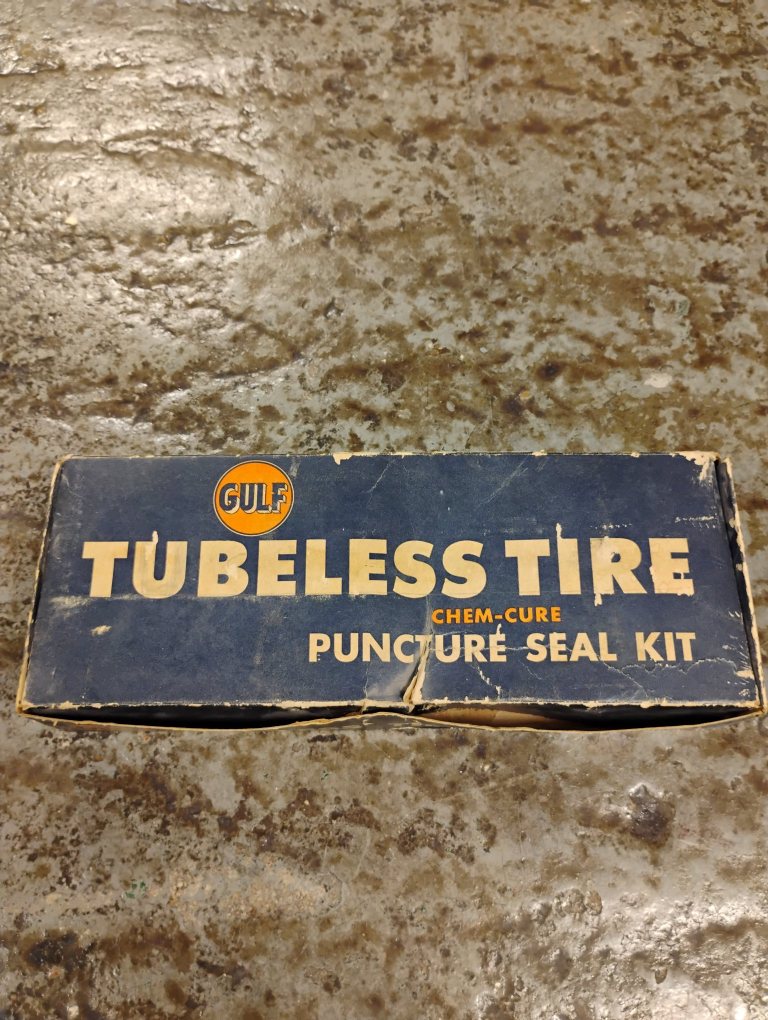 GULF
TUBELESS TIRE
CHEM-CURE
PUNCTURE SEAL KIT